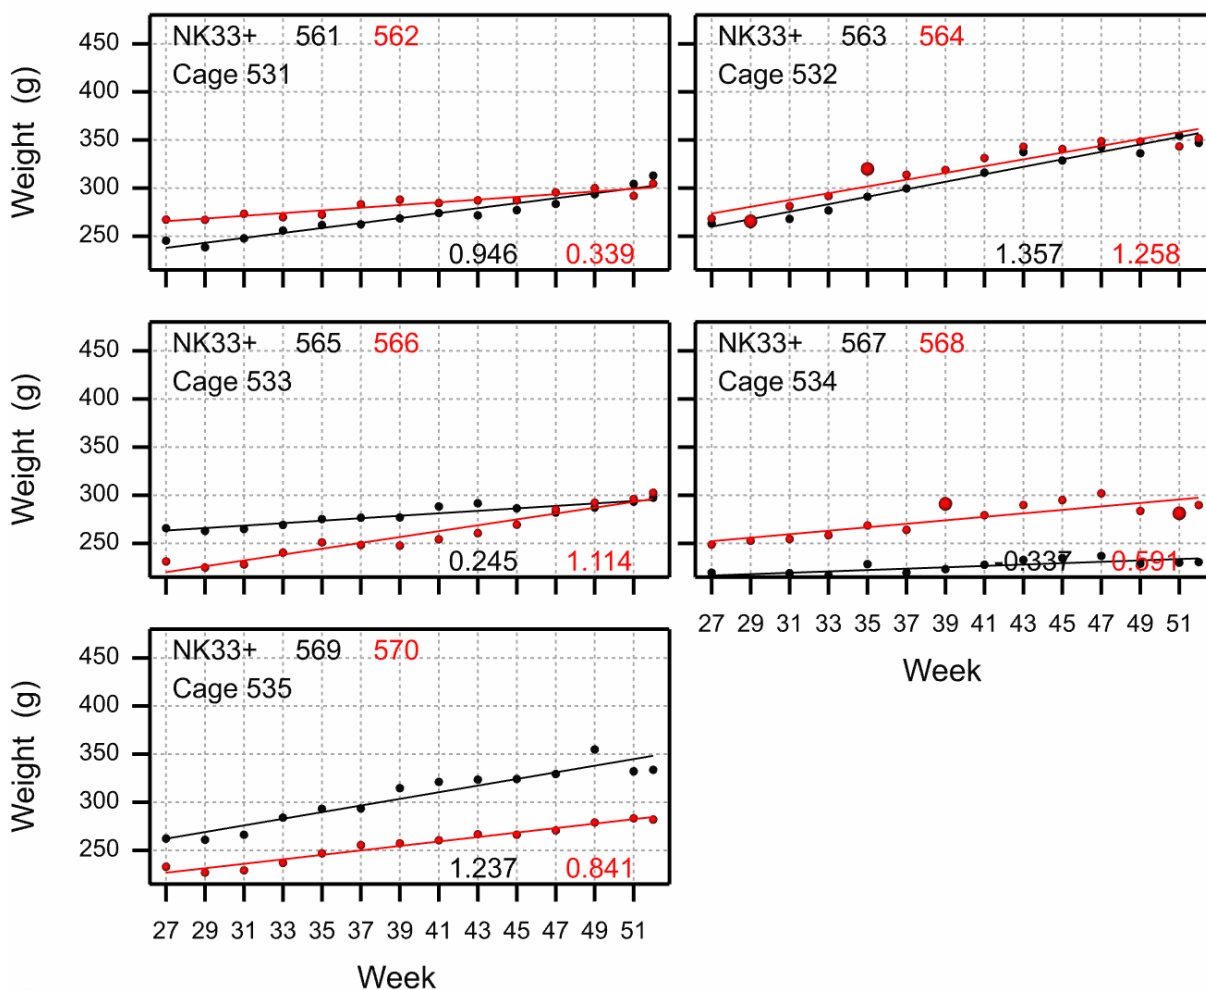 Weight (g)
450
400
350
300
250
NK33+ 561 562
Cage 531
0.946 0.339
NK33+ 563 564
Cage 532
1.357 1.258
Weight (g)
450
400
350
300
250
NK33+ 565 566
Cage 533
0.245 1.114
NK33+ 567 568
Cage 534
-0.337 0.591
27 29 31 33 35 37 39 41 43 45 47 49 51
Week
Weight (g)
450
400
350
300
250
NK33+ 569 570
Cage 535
1.237 0.841
27 29 31 33 35 37 39 41 43 45 47 49 51
Week